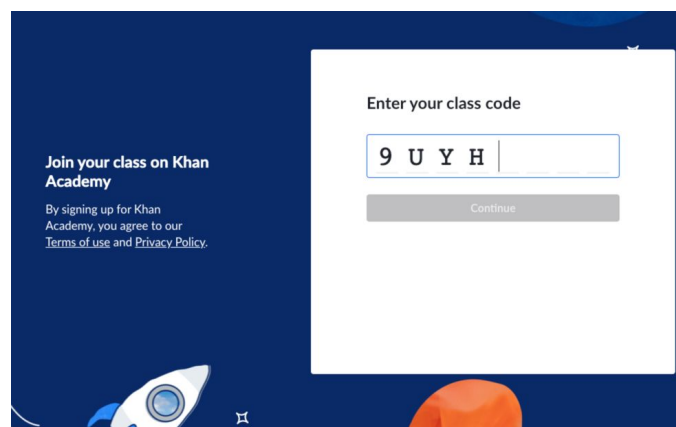 Join your class on Khan
Academy
By signing up for Khan
Academy, you agree to our
Terms of use and Privacy Policy.
Enter your class code
9 U Y H
Continue